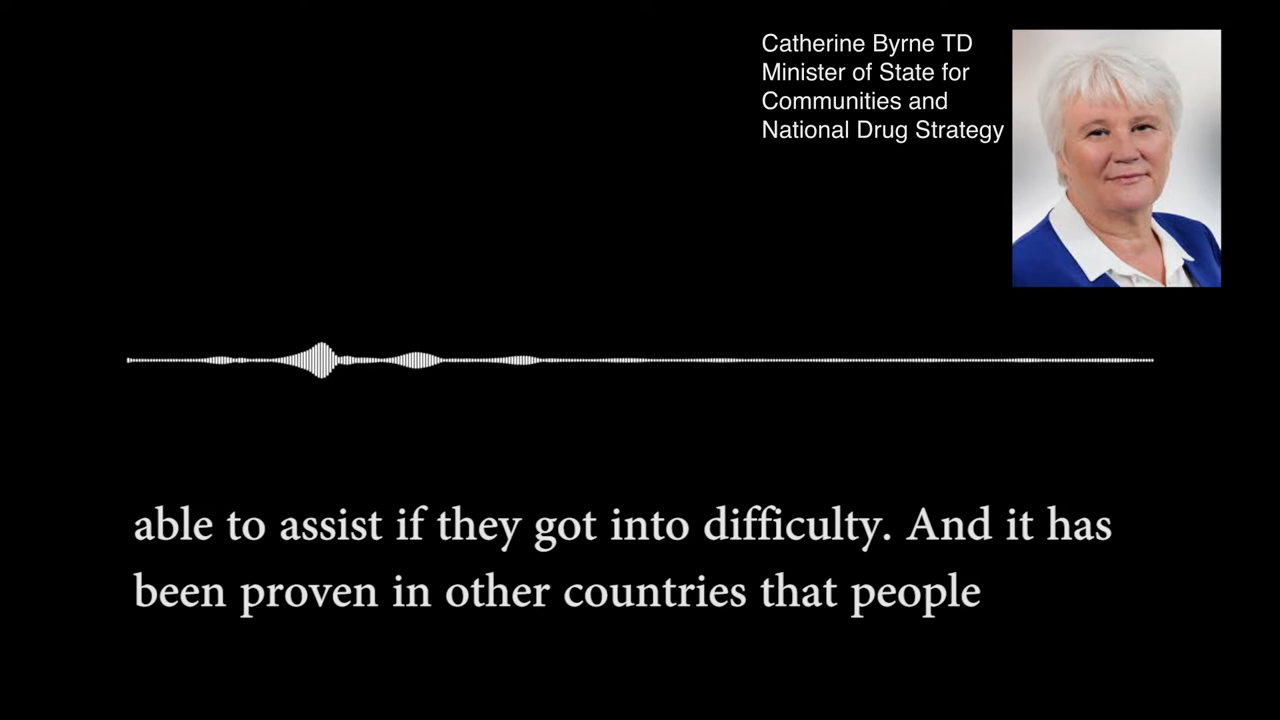 Catherine Byrne TD
Minister of State for
Communities and
National Drug Strategy
able to assist if they got into difficulty. And it has
been proven in other countries that people